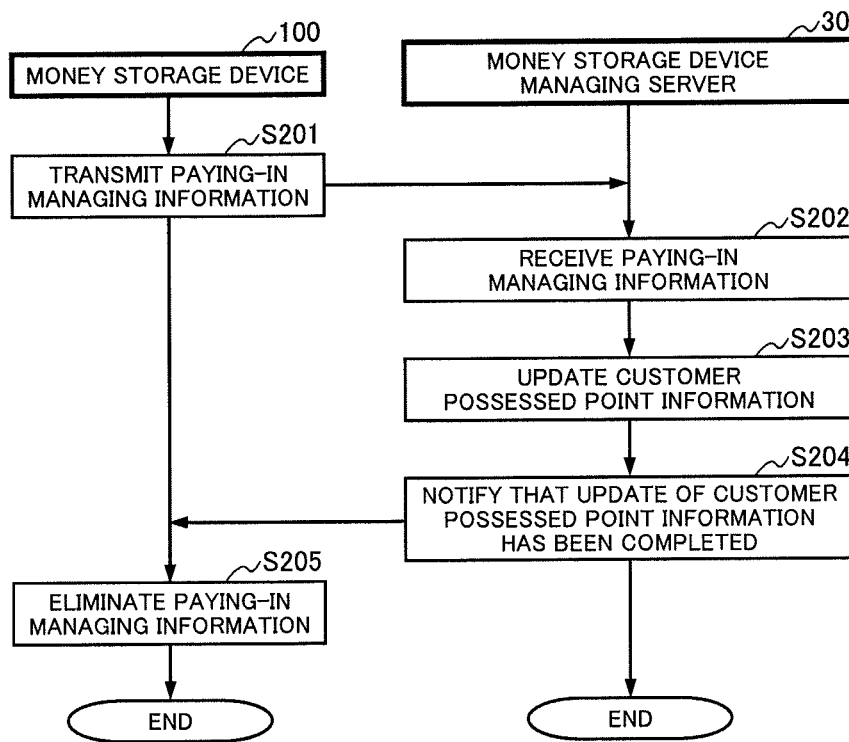 100
MONEY STORAGE DEVICE
30
MONEY STORAGE DEVICE
MANAGING SERVER
S201
TRANSMIT PAYING-IN
MANAGING INFORMATION
S202
RECEIVE PAYING-IN
MANAGING INFORMATION
S203
UPDATE CUSTOMER
POSSESSED POINT INFORMATION
S204
NOTIFY THAT UPDATE OF CUSTOMER
POSSESSED POINT INFORMATION
HAS BEEN COMPLETED
S205
ELIMINATE PAYING-IN
MANAGING INFORMATION
END
END